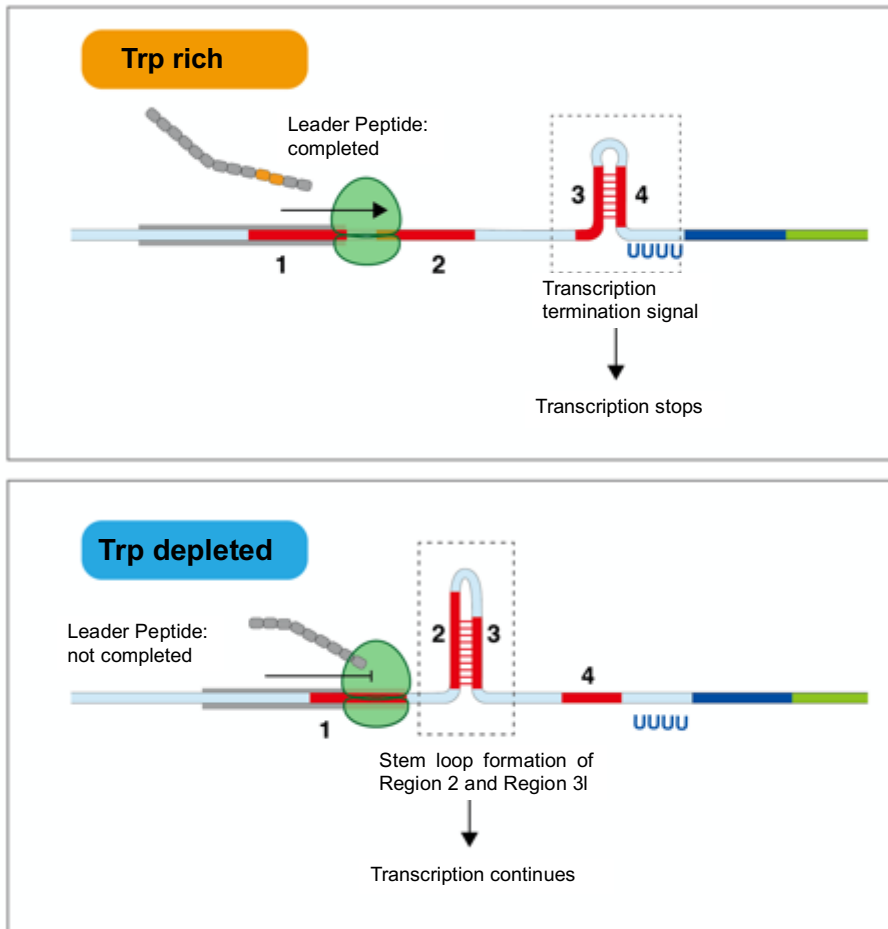 Trp rich
Leader Peptide:
completed
3 4
1 2
UUUU
Transcription
termination signal
Transcription stops
Trp depleted
Leader Peptide:
not completed
2 3
4
1
UUUU
Stem loop formation of
Region 2 and Region 3l
Transcription continues